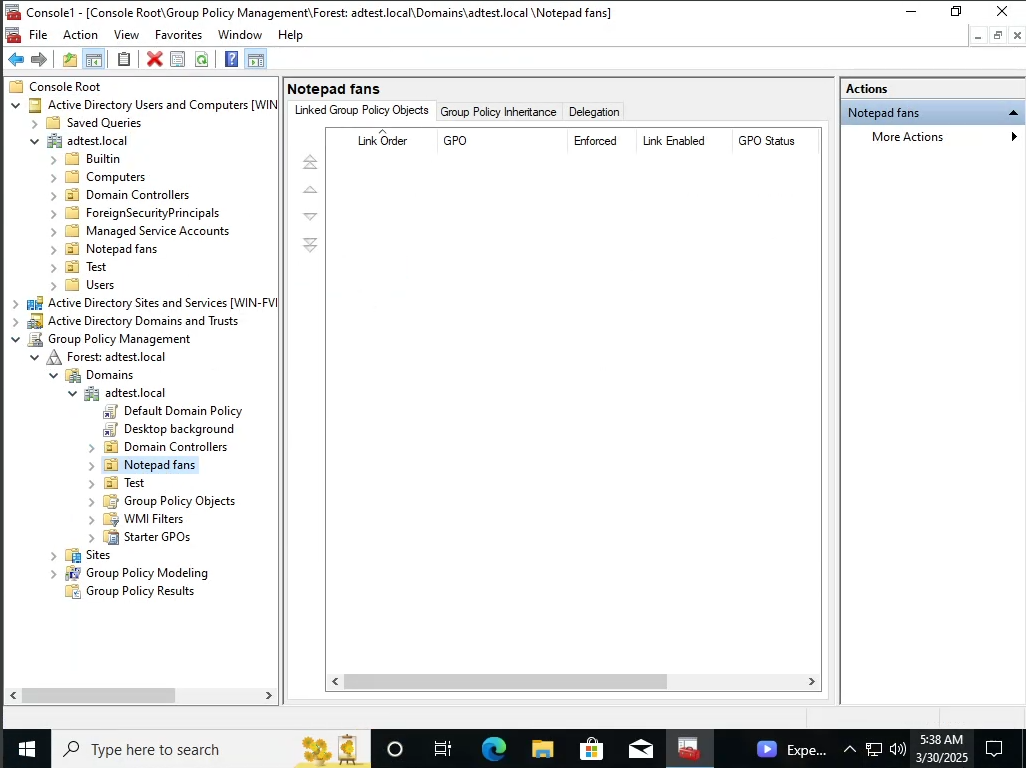 Console1 - [Console Root\Group Policy Management\Forest: adtest.local\Domains\adtest.local \Notepad fans]
File Action View Favorites Window Help
Console Root
Active Directory Users and Computers [WIN
Saved Queries
adtest.local
Builtin
Computers
Domain Controllers
ForeignSecurityPrincipals
Managed Service Accounts
Notepad fans
Test
Users
Active Directory Sites and Services [WIN-FVI
Active Directory Domains and Trusts
Group Policy Management
Forest: adtest.local
Domains
adtest.local
Default Domain Policy
Desktop background
Domain Controllers
Notepad fans
Test
Group Policy Objects
WMI Filters
Starter GPOs
Sites
Group Policy Modeling
Group Policy Results
Notepad fans
Linked Group Policy Objects Group Policy Inheritance Delegation
Link Order GPO Enforced Link Enabled GPO Status
Actions
Notepad fans
More Actions
Type here to search
Expe...
5:38 AM
3/30/2025